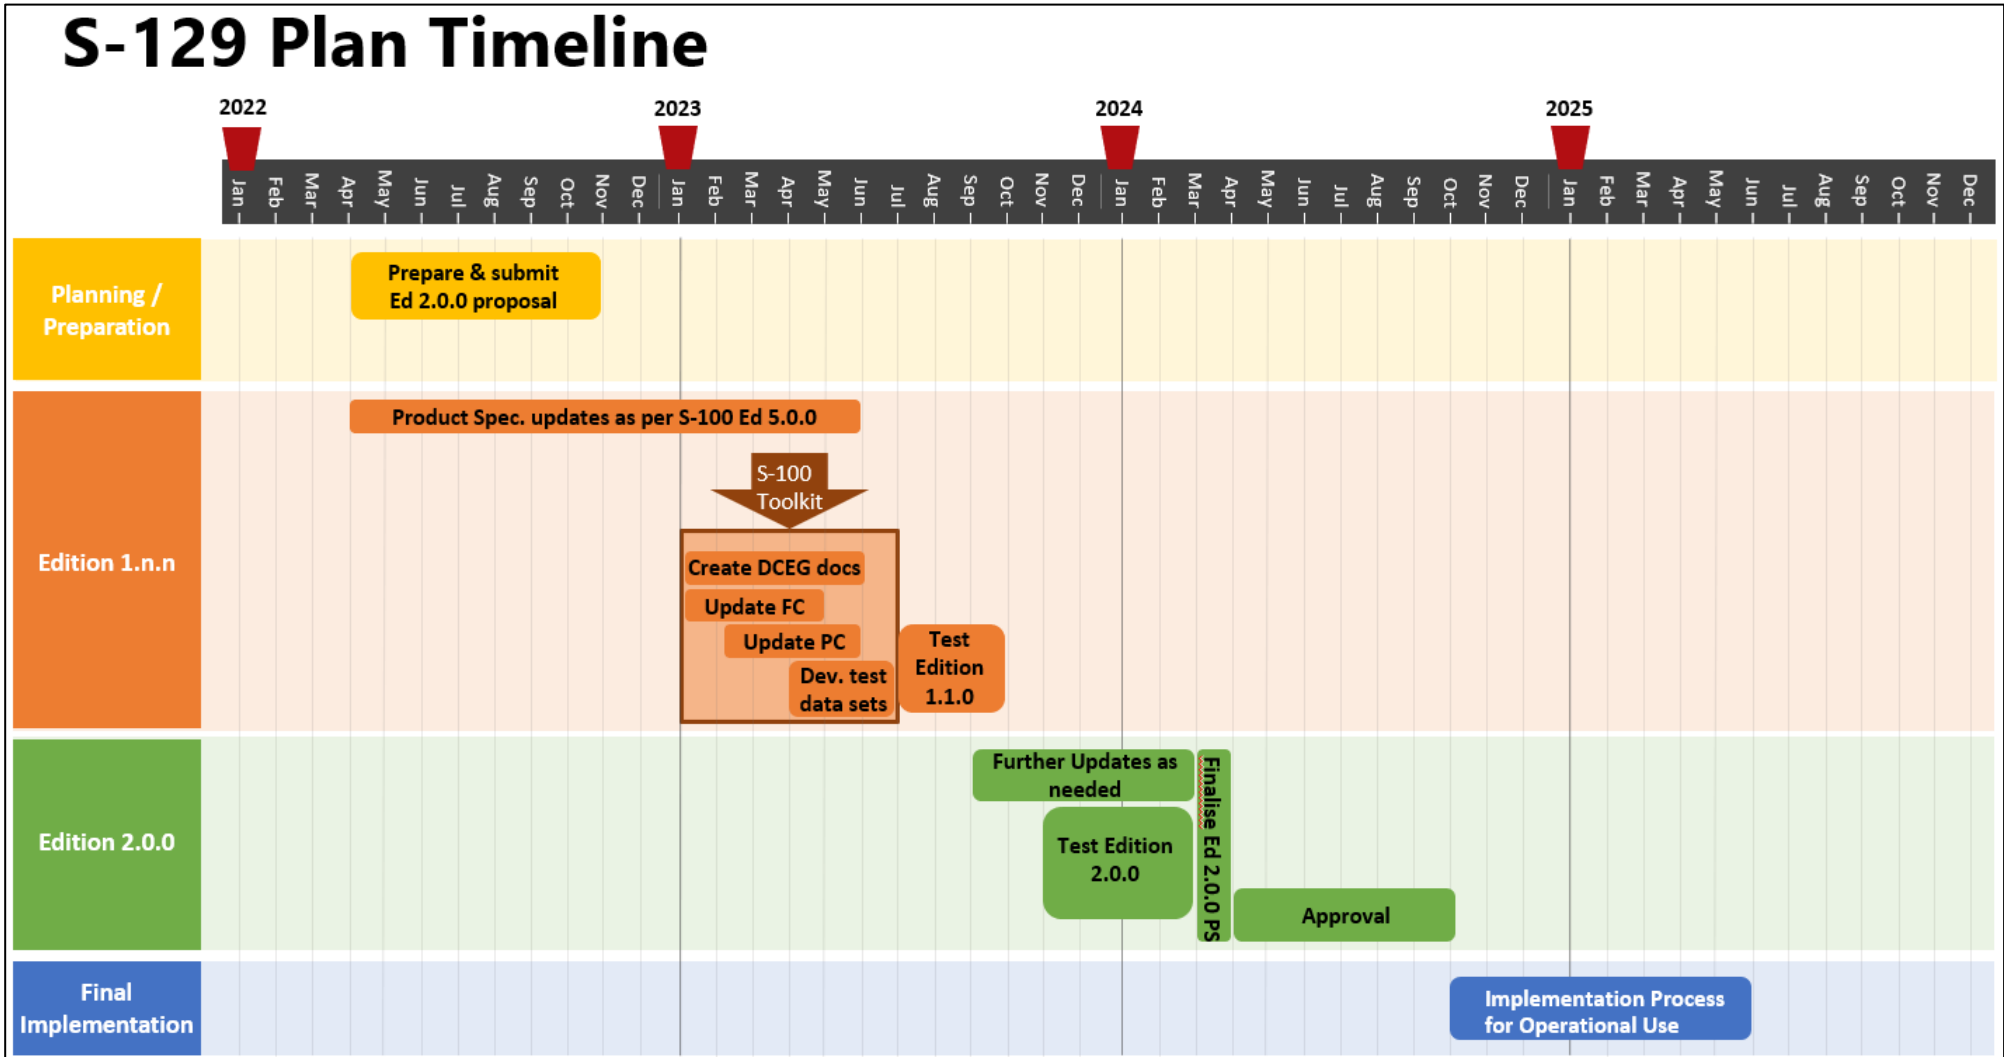 S-129 Plan Timeline
2022
2023
2024
2025
Jan Feb Mar Apr May Jun Jul Aug Sep Oct Nov Dec Jan Feb Mar Apr May Jun Jul Aug Sep Oct Nov Dec Jan Feb Mar Apr May Jun Jul Aug Sep Oct Nov Dec Jan Feb Mar Apr May Jun Jul Aug Sep Oct Nov Dec
Planning /
Preparation
Prepare & submit
Ed 2.0.0 proposal
Edition 1.n.n
Product Spec. updates as per S-100 Ed 5.0.0
S-100
Toolkit
Create DCEG docs
Update FC
Update PC
Dev. test
data sets
Test
Edition
1.1.0
Edition 2.0.0
Further Updates as
needed
Test Edition
2.0.0
Finalise Ed 2.0.0 PS
Approval
Final
Implementation
Implementation Process
for Operational Use